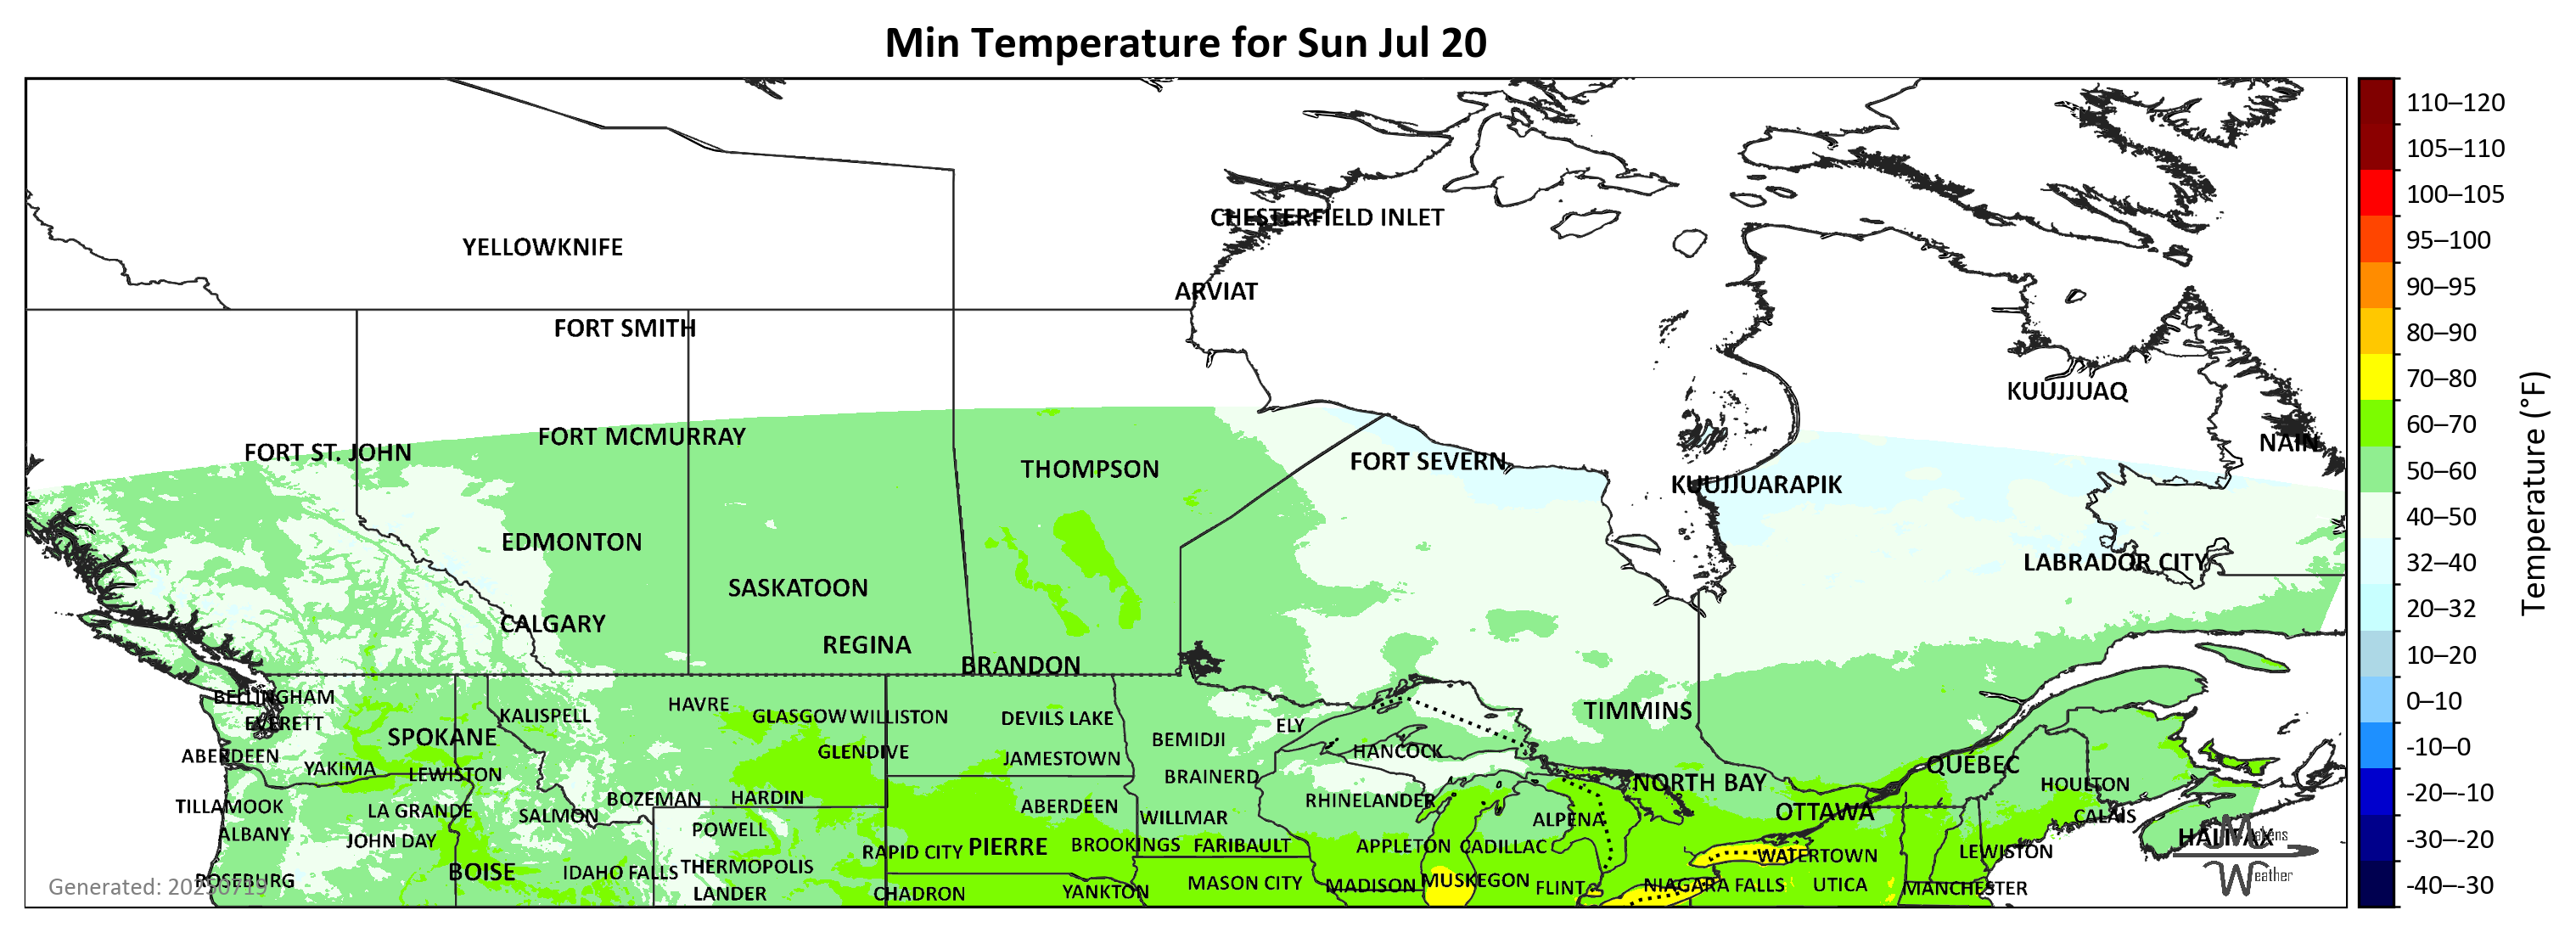 Min Temperature for Sun Jul 20
CHESTERFIELD INLET
YELLOWKNIFE
ARVIAT
FORT SMITH
KUUJJUAQ
FORT MCMURRAY
FORT ST. JOHN
NAIN
FORT SEVERN
THOMPSON
KUUJJUARAPIK
EDMONTON
LABRADOR CITY
SASKATOON
CALGARY
REGINA
BRANDON
BELLINGHAM
HAVRE
TIMMINS
KALISPELL
GLASGOW
WILLISTON
DEVILS LAKE
EVERETT
ELY
SPOKANE
BEMIDJI
ABERDEEN
GLENDIVE
JAMESTOWN
HANCOCK
QUÉBEC
YAKIMA
LEWISTON
BRAINERD
NORTH BAY
HOULTON
BOZEMAN
HARDIN
RHINELANDER
TILLAMOOK
LA GRANDE
SALMON
ABERDEEN
WILLMAR
ALPENA
OTTAWA
CALAIS
ALBANY
JOHN DAY
POWELL
RAPID CITY
PIERRE
BROOKINGS
FARIBAULT
APPLETON
CADILLAC
WATERTOWN
LEWISTON
HALIFAX
BOISE
IDAHO FALLS
THERMOPOLIS
ROSEBURG
LANDER
CHADRON
YANKTON
MASON CITY
MADISON
MUSKEGON
FLINT
NIAGARA FALLS
UTICA
MANCHESTER
Generated: 20250719
Makens
Weather
110–120
105–110
100–105
95–100
90–95
80–90
70–80
60–70
50–60
40–50
32–40
20–32
10–20
0–10
-10–0
-20–-10
-30–-20
-40–-30
Temperature (°F)